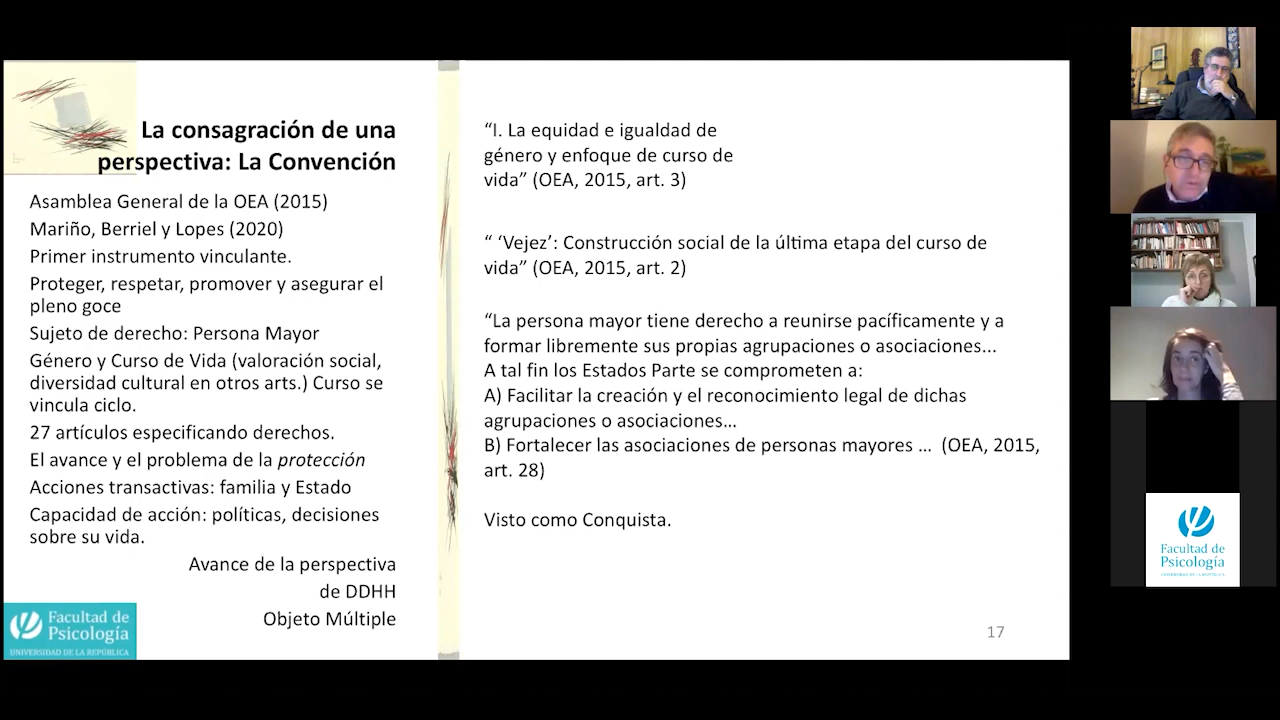 La consagración de una
perspectiva: La Convención
Asamblea General de la OEA (2015)
Mariño, Berriel y Lopes (2020)
Primer instrumento vinculante.
Proteger, respetar, promover y asegurar el
pleno goce
Sujeto de derecho: Persona Mayor
Género y Curso de Vida (valoración social,
diversidad cultural en otros arts.) Curso se
vincula ciclo.
27 artículos especificando derechos.
El avance y el problema de la protección
Acciones transactivas: familia y Estado
Capacidad de acción: políticas, decisiones
sobre su vida.
Avance de la perspectiva
de DDHH
Objeto Múltiple
Facultad de
Psicología
UNIVERSIDAD DE LA REPÚBLICA
“I. La equidad e igualdad de
género y enfoque de curso de
vida” (OEA, 2015, art. 3)
“ ‘Vejez’: Construcción social de la última etapa del curso de
vida” (OEA, 2015, art. 2)
“La persona mayor tiene derecho a reunirse pacíficamente y a
formar libremente sus propias agrupaciones o asociaciones...
A tal fin los Estados Parte se comprometen a:
A) Facilitar la creación y el reconocimiento legal de dichas
agrupaciones o asociaciones…
B) Fortalecer las asociaciones de personas mayores … (OEA, 2015,
art. 28)
Visto como Conquista.
17
Facultad de
Psicología
UNIVERSIDAD DE LA REPÚBLICA